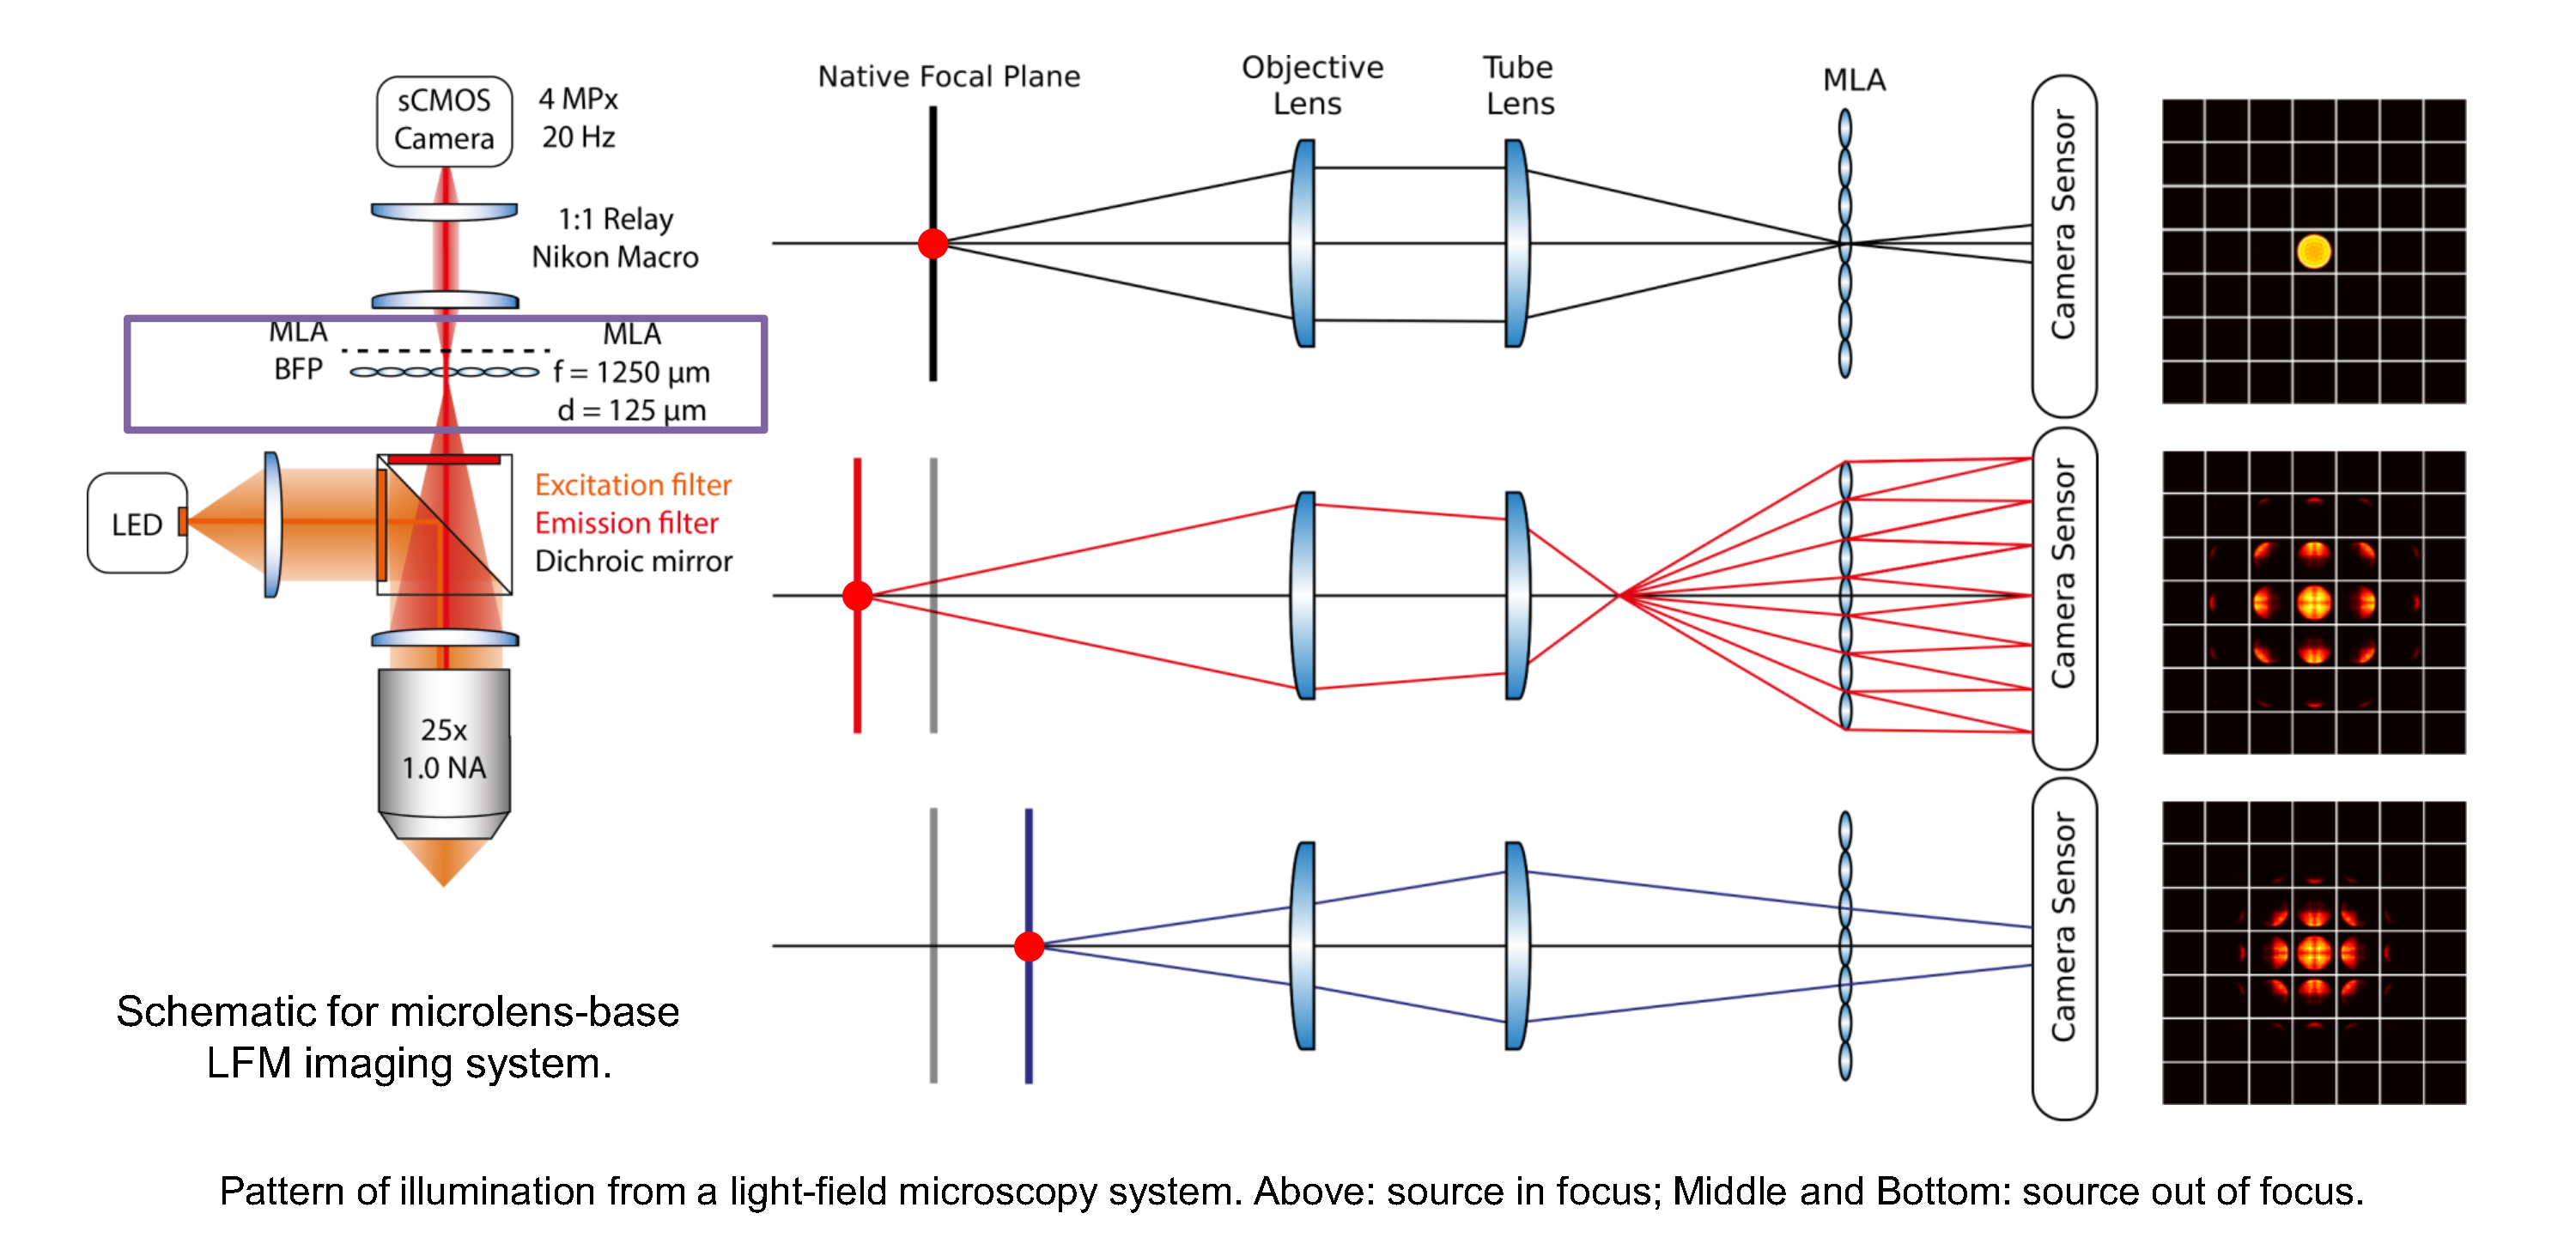 sCMOS
Camera
4 MPx
20 Hz
1:1 Relay
Nikon Macro
MLA
BFP
MLA
f = 1250 µm
d = 125 µm
LED
Excitation filter
Emission filter
Dichroic mirror
25x
1.0 NA
Schematic for microlens-base
LFM imaging system.
Native Focal Plane
Objective
Lens
Tube
Lens
MLA
Camera Sensor
Camera Sensor
Camera Sensor
Pattern of illumination from a light-field microscopy system. Above: source in focus; Middle and Bottom: source out of focus.